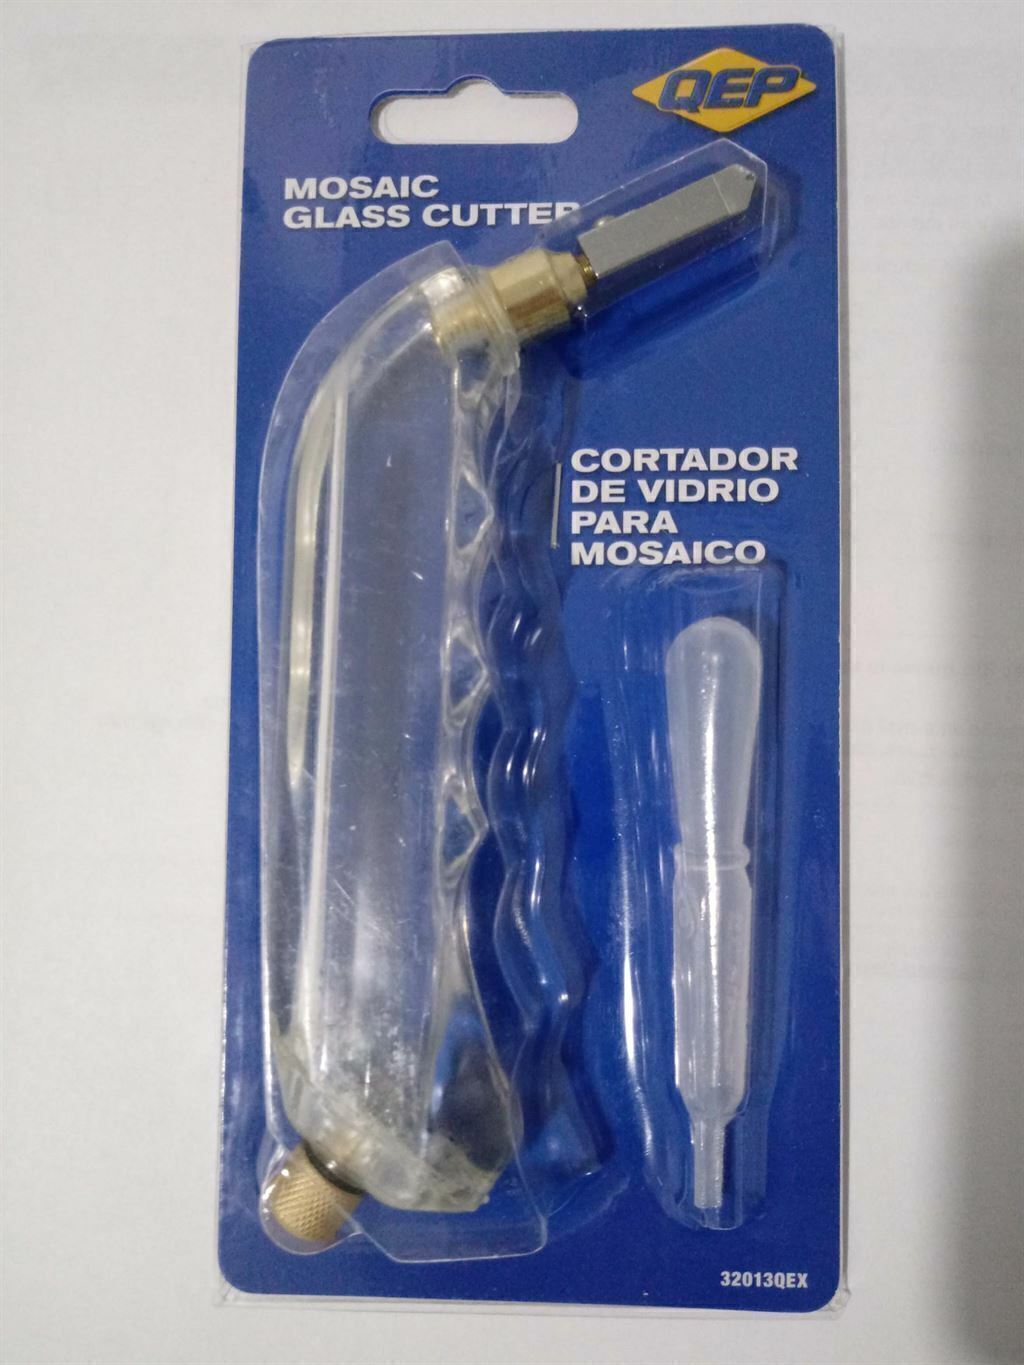 QEP
MOSAIC
GLASS CUTTER
CORTADOR
DE VIDRIO
PARA
MOSAICO
32013QEX